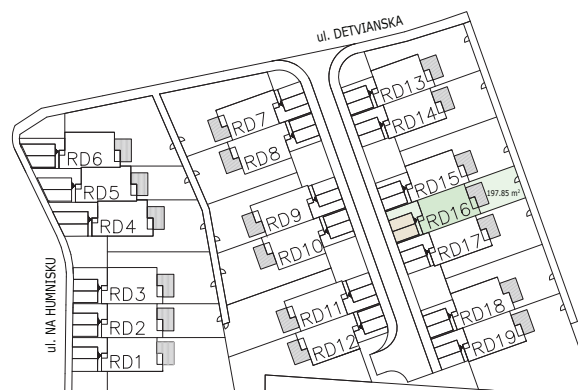 ul. DETVIANSKA
RD13
RD14
RD7
RD8
RD6
RD5
RD4
RD15
RD16
197.85 m²
RD17
RD9
RD10
ul. NA HUMNISKU
RD3
RD2
RD1
RD11
RD12
RD18
RD19